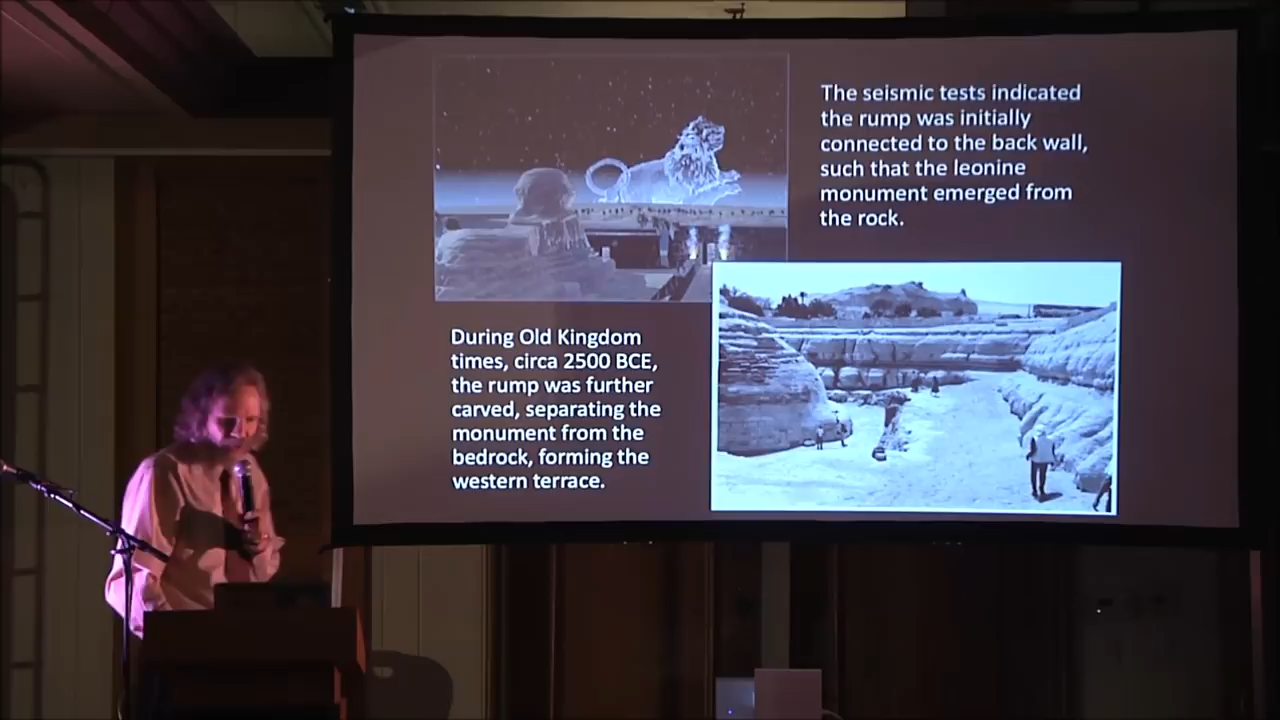 The seismic tests indicated
the rump was initially
connected to the back wall,
such that the leonine
monument emerged from
the rock.
During Old Kingdom
times, circa 2500 BCE,
the rump was further
carved, separating the
monument from the
bedrock, forming the
western terrace.